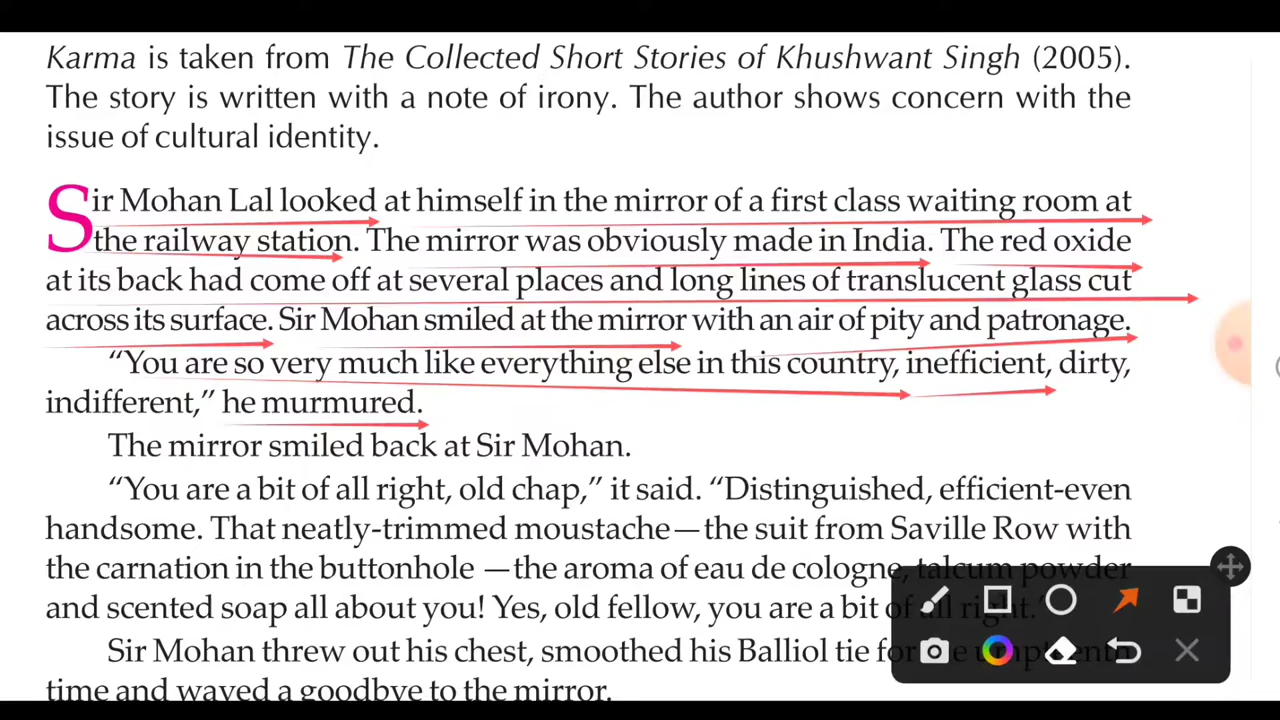 Karma is taken from The Collected Short Stories of Khushwant Singh (2005).
The story is written with a note of irony. The author shows concern with the
issue of cultural identity.
Sir Mohan Lal looked at himself in the mirror of a first class waiting room at
the railway station. The mirror was obviously made in India. The red oxide
at its back had come off at several places and long lines of translucent glass cut
across its surface. Sir Mohan smiled at the mirror with an air of pity and patronage.
“You are so very much like everything else in this country, inefficient, dirty,
indifferent,” he murmured.
The mirror smiled back at Sir Mohan.
“You are a bit of all right, old chap,” it said. “Distinguished, efficient-even
handsome. That neatly-trimmed moustache—the suit from Saville Row with
the carnation in the buttonhole —the aroma of eau de cologne, talcum powder
and scented soap all about you! Yes, old fellow, you are a bit of all right.”
Sir Mohan threw out his chest, smoothed his Balliol tie for the umpteenth
time and waved a goodbye to the mirror.